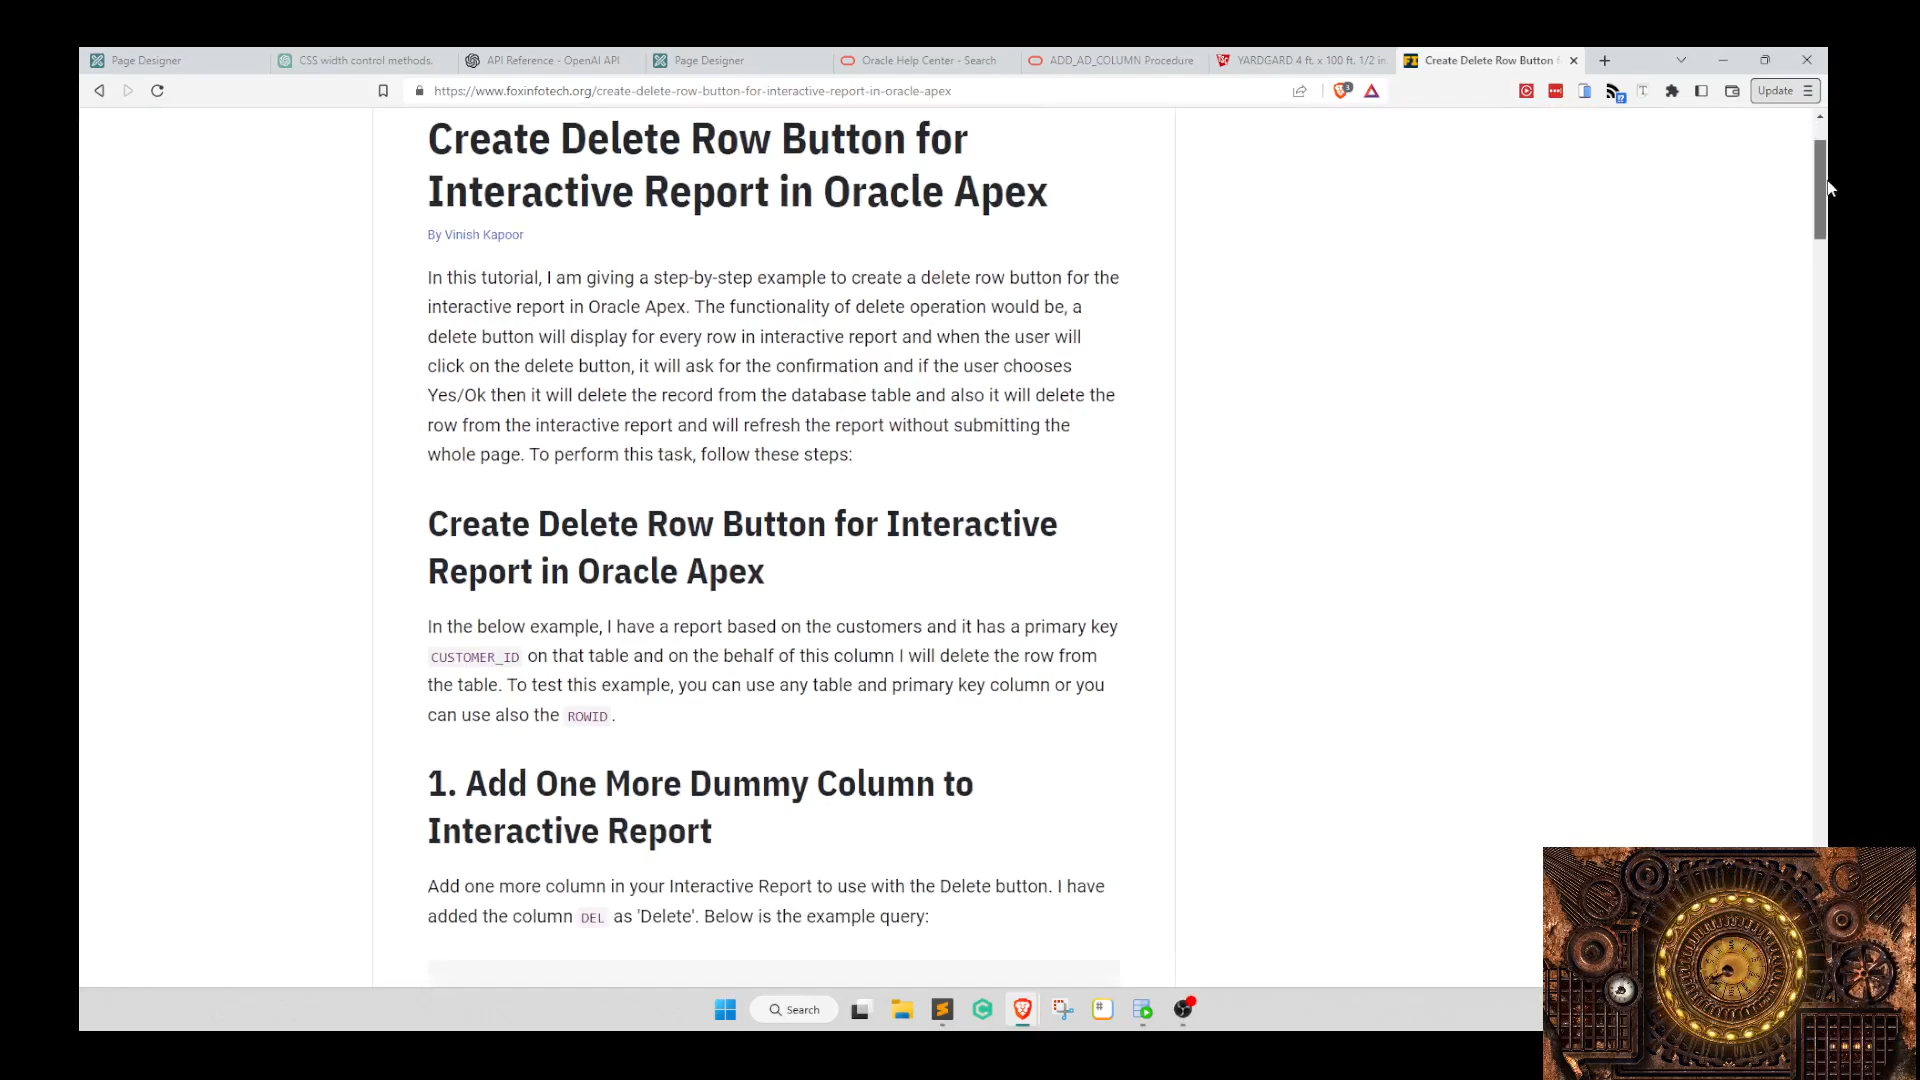 Page Designer
CSS width control methods.
API Reference - OpenAI API
Page Designer
Oracle Help Center - Search
ADD_AD_COLUMN Procedure
YARDGARD 4 ft. x 100 ft. 1/2 in.
Create Delete Row Button f
https://www.foxinfotech.org/create-delete-row-button-for-interactive-report-in-oracle-apex
Update
Create Delete Row Button for
Interactive Report in Oracle Apex
By Vinish Kapoor
In this tutorial, I am giving a step-by-step example to create a delete row button for the
interactive report in Oracle Apex. The functionality of delete operation would be, a
delete button will display for every row in interactive report and when the user will
click on the delete button, it will ask for the confirmation and if the user chooses
Yes/Ok then it will delete the record from the database table and also it will delete the
row from the interactive report and will refresh the report without submitting the
whole page. To perform this task, follow these steps:
Create Delete Row Button for Interactive
Report in Oracle Apex
In the below example, I have a report based on the customers and it has a primary key
CUSTOMER_ID on that table and on the behalf of this column I will delete the row from
the table. To test this example, you can use any table and primary key column or you
can use also the ROWID.
1. Add One More Dummy Column to
Interactive Report
Add one more column in your Interactive Report to use with the Delete button. I have
added the column DEL as 'Delete'. Below is the example query:
Search